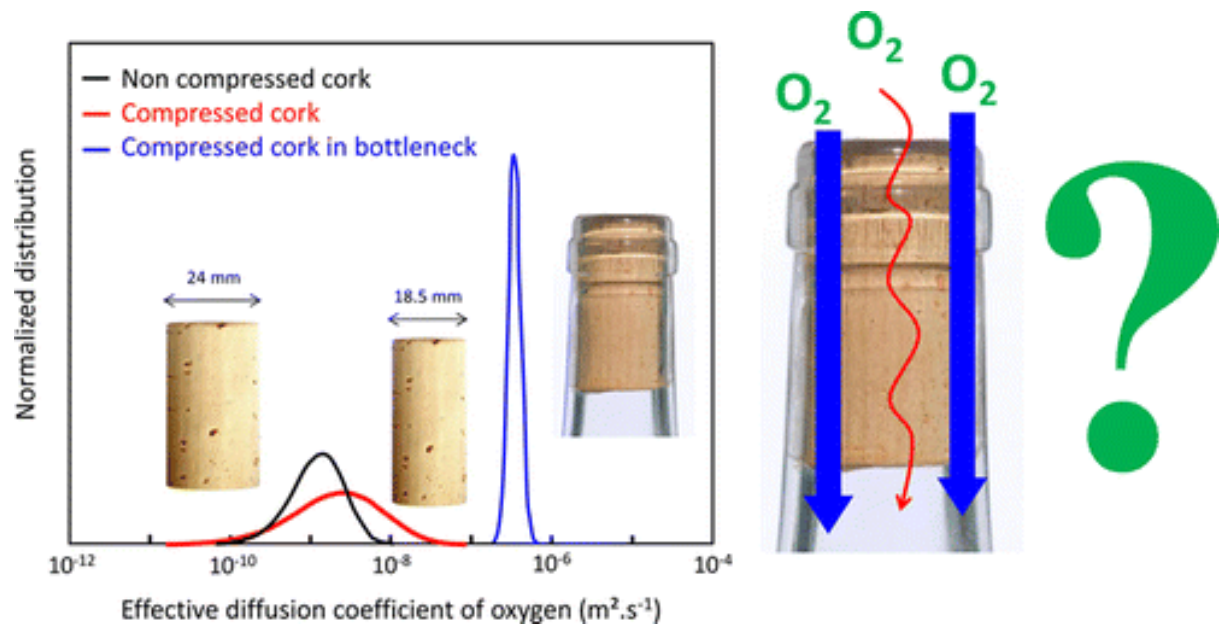 Non compressed cork
Compressed cork
Compressed cork in bottleneck
Normalized distribution
24 mm
18.5 mm
10⁻¹² 10⁻¹⁰ 10⁻⁸ 10⁻⁶ 10⁻⁴
Effective diffusion coefficient of oxygen (m².s⁻¹)
O₂ O₂ O₂
?